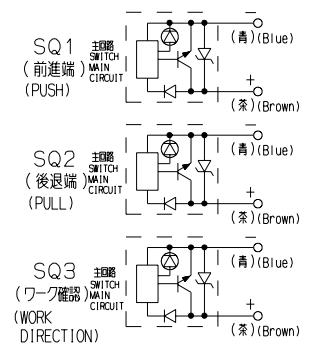 SQ1
(前進端)
(PUSH)
主回路
SWITCH
MAIN
CIRCUIT
−
(青)(Blue)
+
(茶)(Brown)
SQ2
(後退端)
(PULL)
主回路
SWITCH
MAIN
CIRCUIT
−
(青)(Blue)
+
(茶)(Brown)
SQ3
(ワーク確認)
(WORK
DIRECTION)
主回路
SWITCH
MAIN
CIRCUIT
−
(青)(Blue)
+
(茶)(Brown)